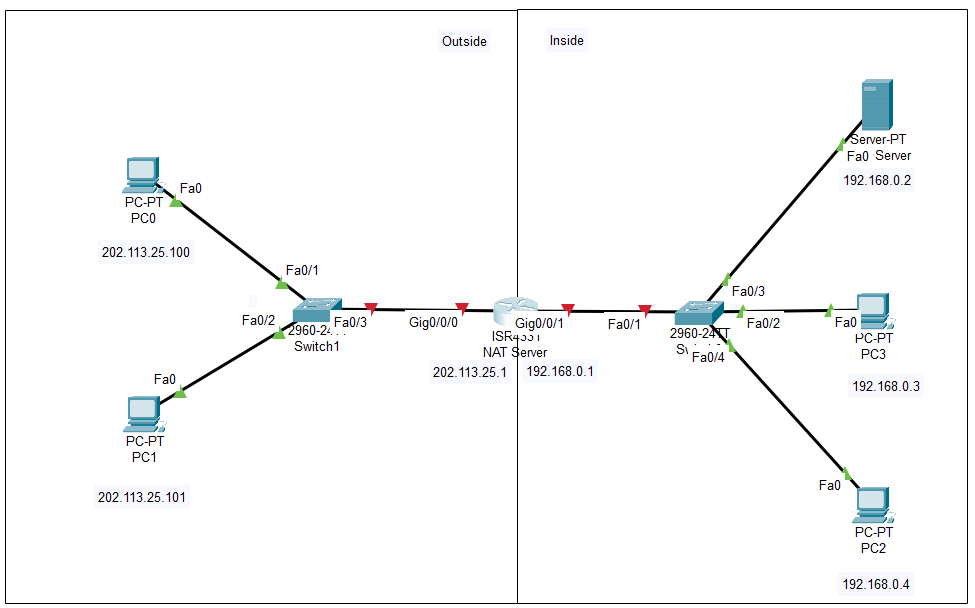 Outside
Inside
Server-PT
Fa0 Server
192.168.0.2
Fa0
PC-PT
PC0
202.113.25.100
Fa0/1
Fa0/3
Fa0/2
Fa0/3
Gig0/0/0
Gig0/0/1
Fa0/1
Fa0/2
Fa0
Switch1
NAT Server
Fa0/4
PC-PT
PC3
202.113.25.1
192.168.0.1
Fa0
192.168.0.3
PC-PT
PC1
Fa0
202.113.25.101
PC-PT
PC2
192.168.0.4